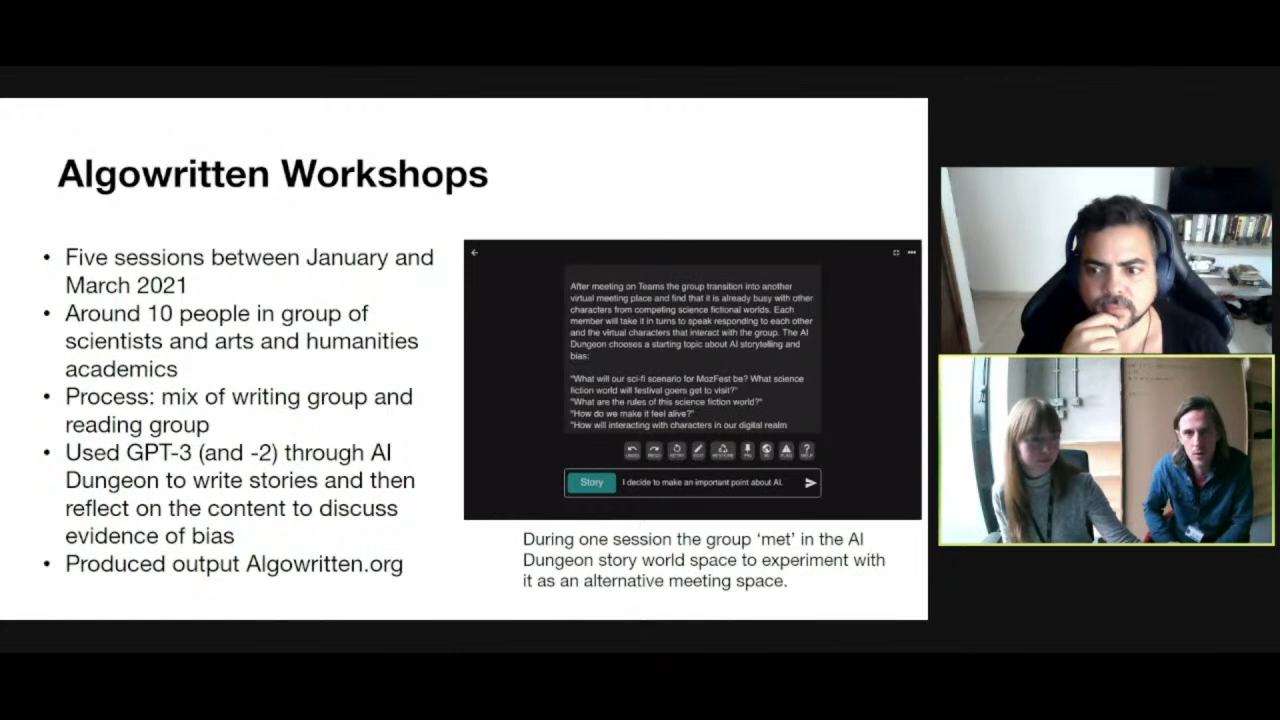 Algowritten Workshops
• Five sessions between January and
March 2021
• Around 10 people in group of
scientists and arts and humanities
academics
• Process: mix of writing group and
reading group
• Used GPT-3 (and -2) through AI
Dungeon to write stories and then
reflect on the content to discuss
evidence of bias
• Produced output Algowritten.org
After meeting on Teams the group transition into another
virtual meeting place and find that it is already busy with other
characters from competing science fictional worlds. Each
member will take it in turns to speak responding to each other
and the virtual characters that interact with the group. The AI
Dungeon chooses a starting topic about AI storytelling and
bias:
"What will our sci-fi scenario for MozFest be? What science
fiction world will festival goers get to visit?"
"What are the rules of this science fiction world?"
"How do we make it feel alive?"
"How will interacting with characters in our digital realm
Story
I decide to make an important point about AI.
During one session the group ‘met’ in the AI
Dungeon story world space to experiment with
it as an alternative meeting space.